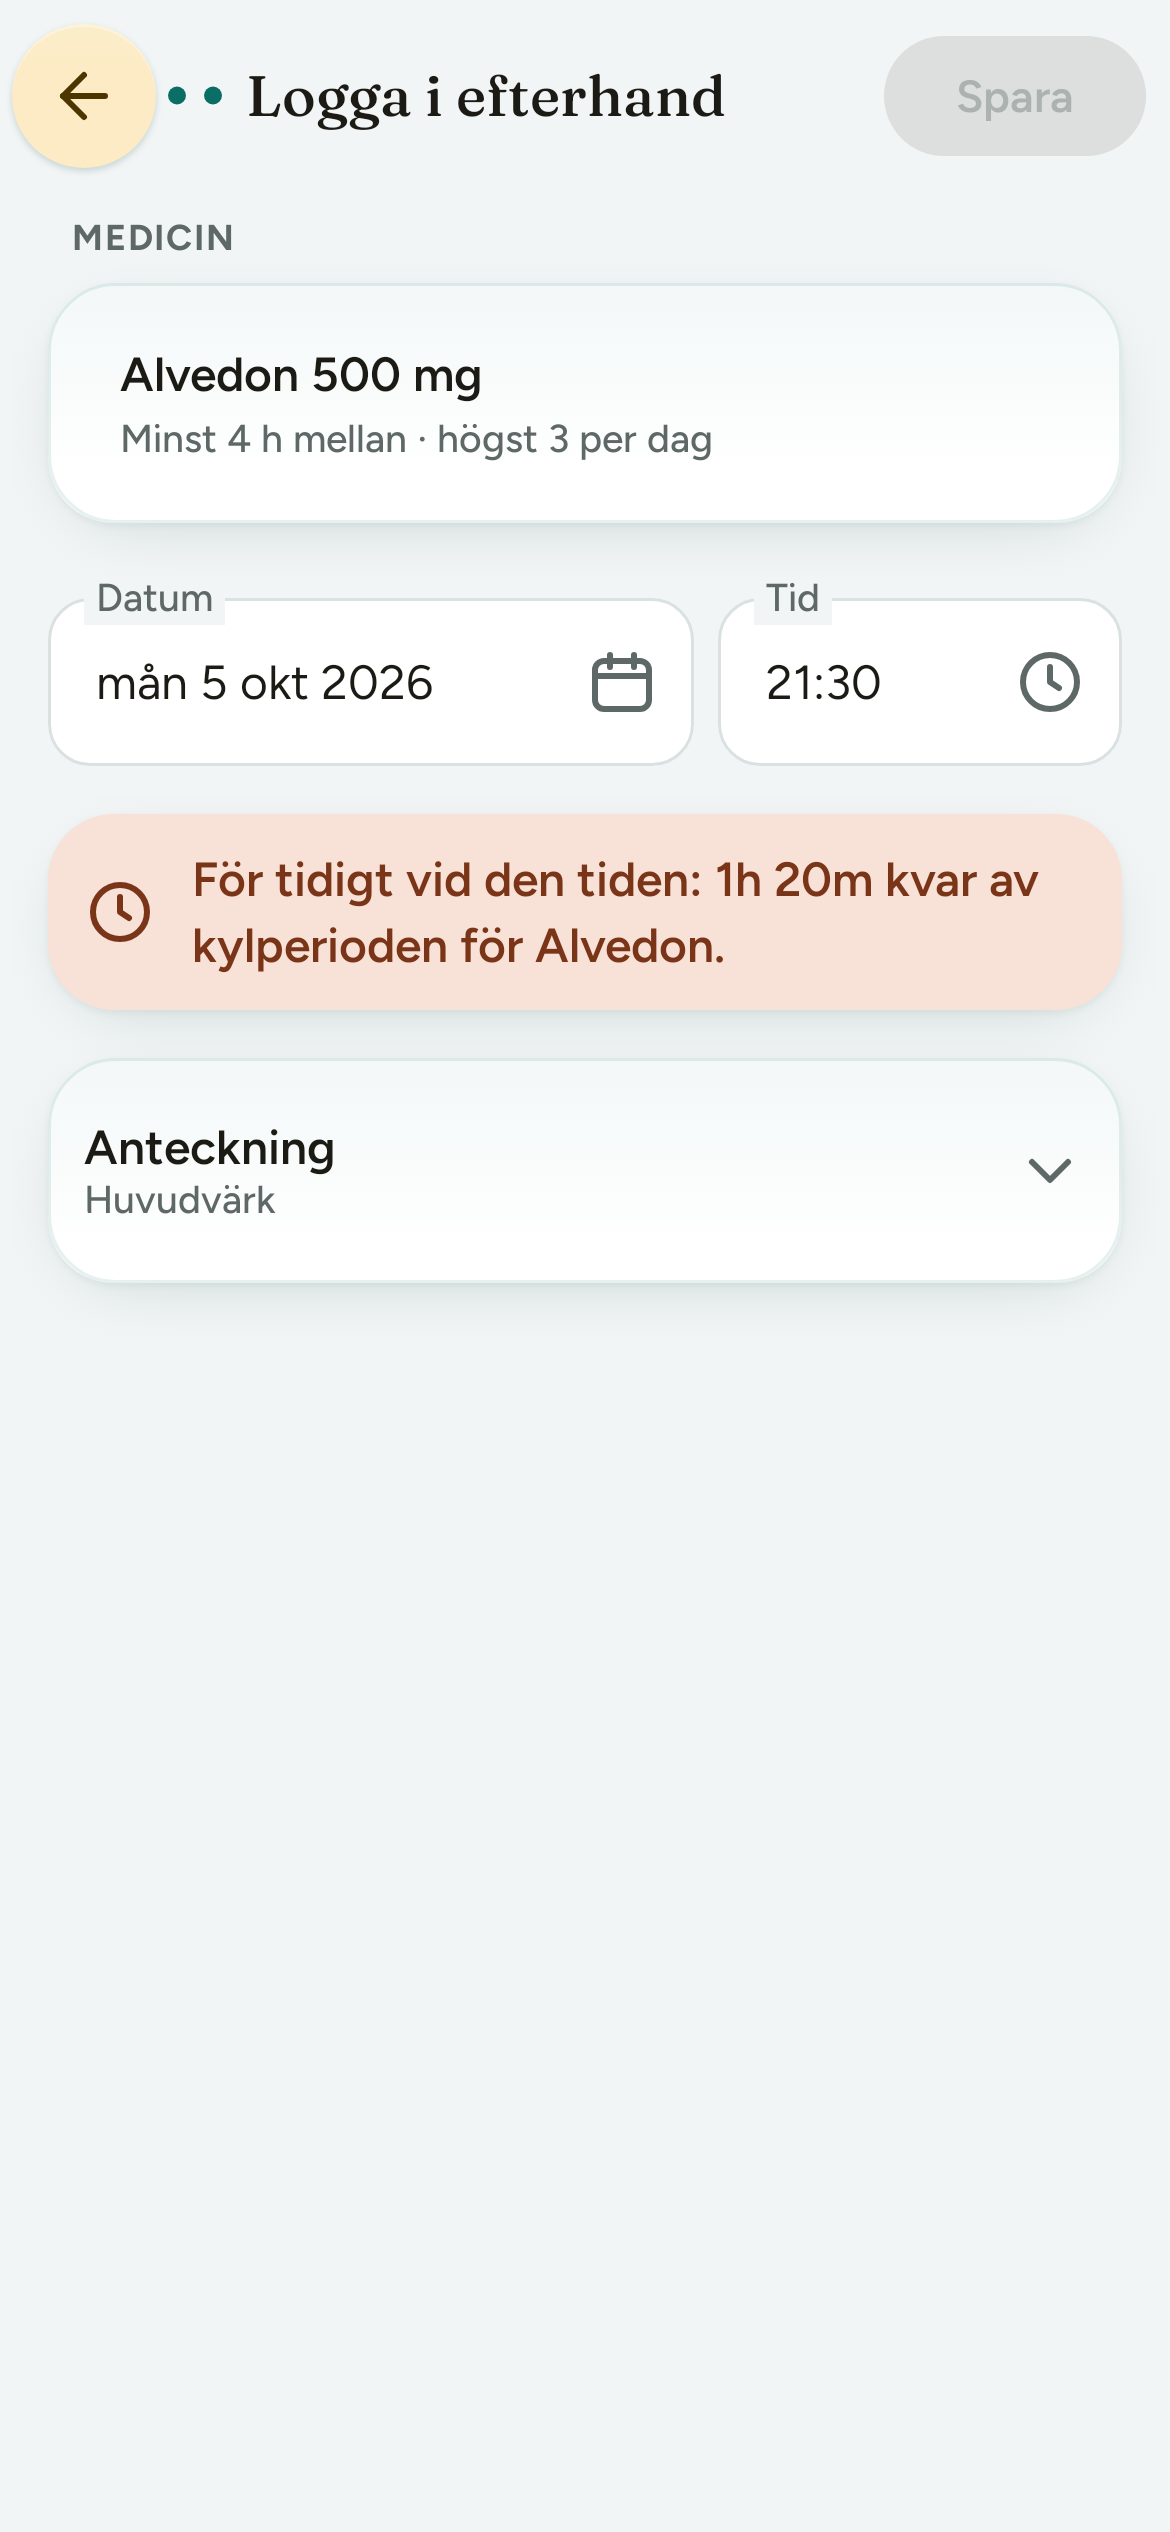 Logga i efterhand
Spara
MEDICIN
Alvedon 500 mg
Minst 4 h mellan · högst 3 per dag
Datum
Tid
mån 5 okt 2026
21:30
För tidigt vid den tiden: 1h 20m kvar av
kylperioden för Alvedon.
Anteckning
Huvudvärk